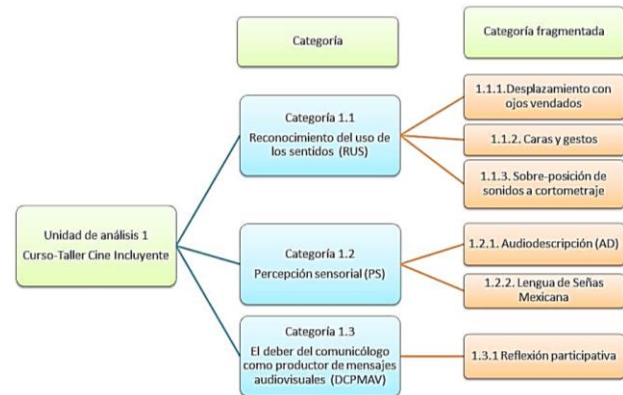 Categoría
Categoría fragmentada
Unidad de análisis 1
Curso-Taller Cine Incluyente
Categoría 1.1
Reconocimiento del uso de
los sentidos (RUS)
1.1.1.Desplazamiento con
ojos vendados
1.1.2. Caras y gestos
1.1.3. Sobre-posición de
sonidos a cortometraje
Categoría 1.2
Percepción sensorial (PS)
1.2.1. Audiodescripción (AD)
1.2.2. Lengua de Señas
Mexicana
Categoría 1.3
El deber del comunicólogo
como productor de mensajes
audiovisuales (DCPMAV)
1.3.1 Reflexión participativa